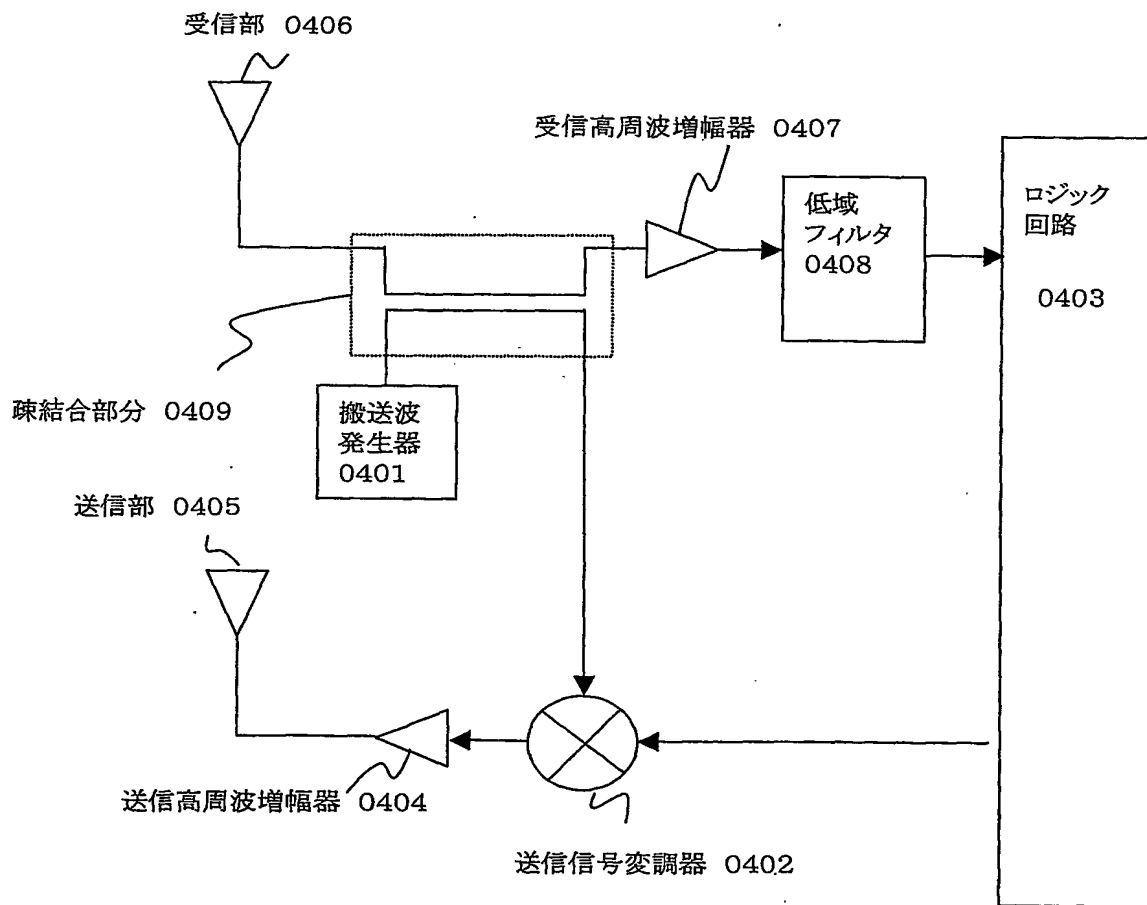 受信部 0406
受信高周波増幅器 0407
低域
フィルタ
0408
ロジック
回路
0403
疎結合部分 0409
搬送波
発生器
0401
送信部 0405
送信高周波増幅器 0404
送信信号変調器 0402